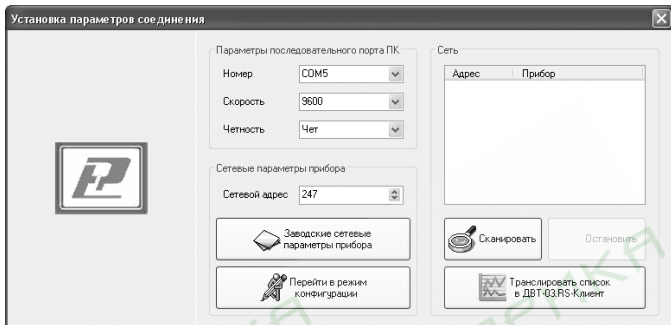 Установка параметров соединения
Параметры последовательного порта ПК
Номер
COM5
Скорость
9600
Четность
Чет
Сетевые параметры прибора
Сетевой адрес
247
Заводские сетевые
параметры прибора
Перейти в режим
конфигурации
Сеть
Адрес Прибор
Сканировать
Остановить
Транслировать список
в ДВТ-03.RS-Клиент